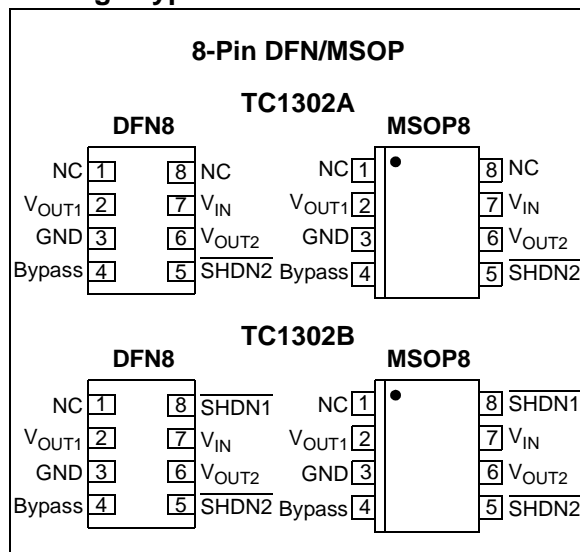 8-Pin DFN/MSOP
TC1302A
DFN8 MSOP8
NC 1 8 NC NC 1 8 NC
VOUT1 2 7 VIN VOUT1 2 7 VIN
GND 3 6 VOUT2 GND 3 6 VOUT2
Bypass 4 5 SHDN2 Bypass 4 5 SHDN2
TC1302B
DFN8 MSOP8
NC 1 8 SHDN1 NC 1 8 SHDN1
VOUT1 2 7 VIN VOUT1 2 7 VIN
GND 3 6 VOUT2 GND 3 6 VOUT2
Bypass 4 5 SHDN2 Bypass 4 5 SHDN2